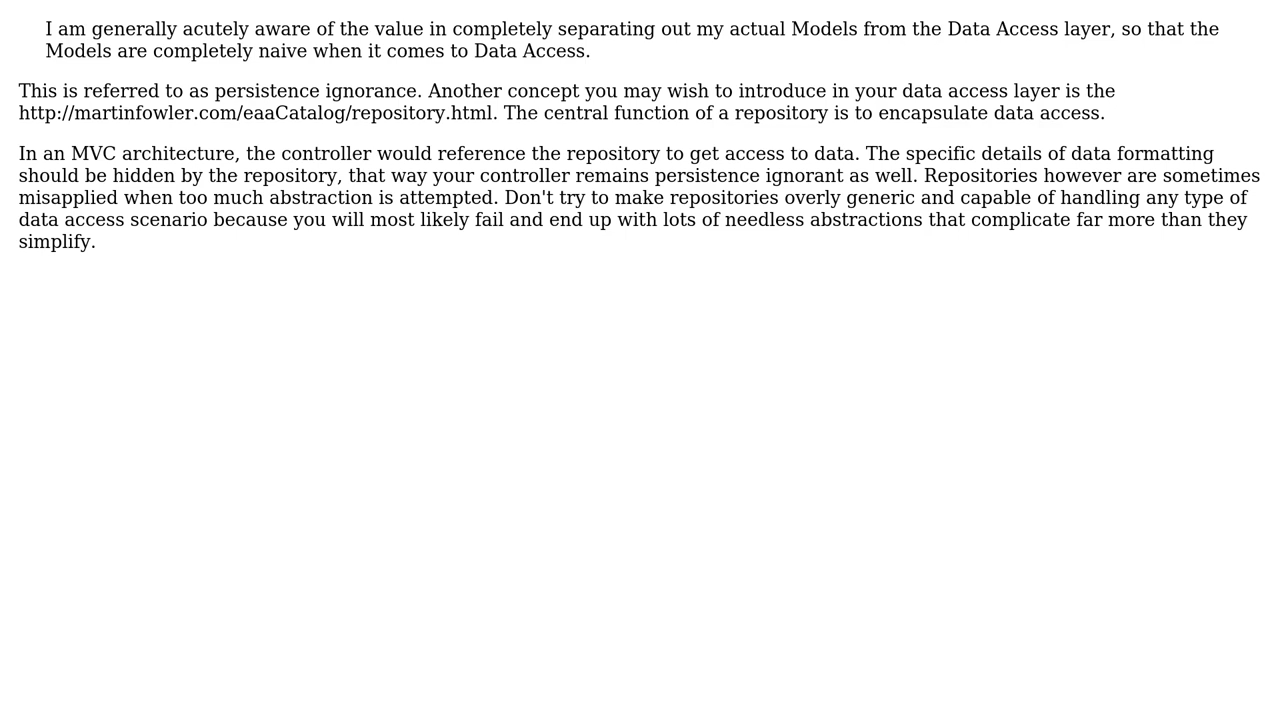 I am generally acutely aware of the value in completely separating out my actual Models from the Data Access layer, so that the
Models are completely naive when it comes to Data Access.
This is referred to as persistence ignorance. Another concept you may wish to introduce in your data access layer is the
http://martinfowler.com/eaaCatalog/repository.html. The central function of a repository is to encapsulate data access.
In an MVC architecture, the controller would reference the repository to get access to data. The specific details of data formatting
should be hidden by the repository, that way your controller remains persistence ignorant as well. Repositories however are sometimes
misapplied when too much abstraction is attempted. Don't try to make repositories overly generic and capable of handling any type of
data access scenario because you will most likely fail and end up with lots of needless abstractions that complicate far more than they
simplify.